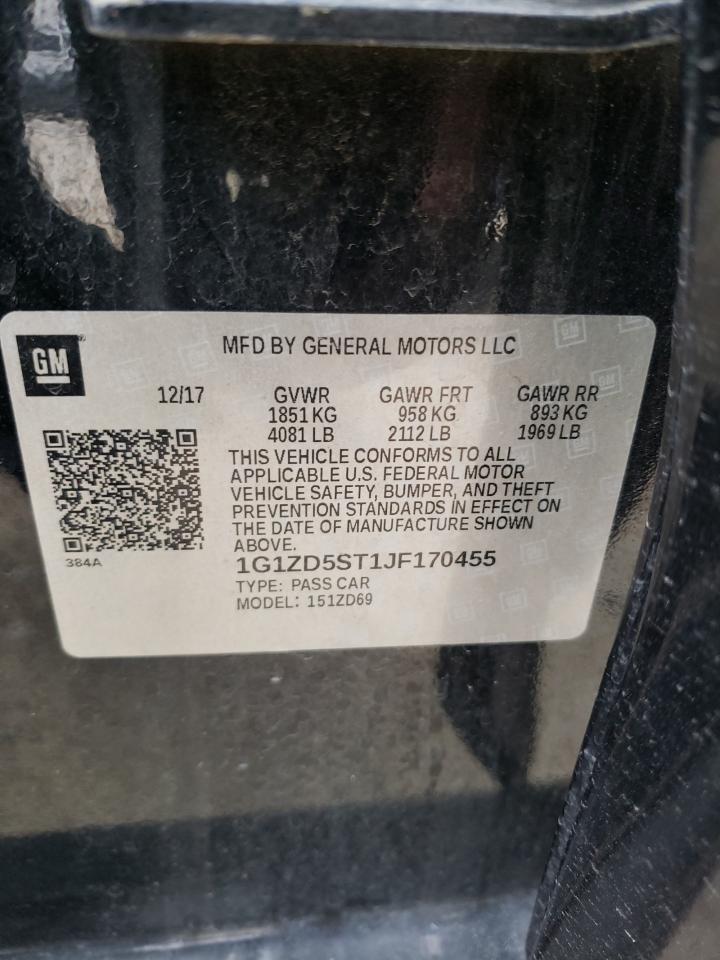 GM
MFD BY GENERAL MOTORS LLC
12/17 GVWR GAWR FRT GAWR RR
1851 KG 958 KG 893 KG
4081 LB 2112 LB 1969 LB
THIS VEHICLE CONFORMS TO ALL
APPLICABLE U.S. FEDERAL MOTOR
VEHICLE SAFETY, BUMPER, AND THEFT
PREVENTION STANDARDS IN EFFECT ON
THE DATE OF MANUFACTURE SHOWN
ABOVE.
384A
1G1ZD5ST1JF170455
TYPE: PASS CAR
MODEL: 151ZD69